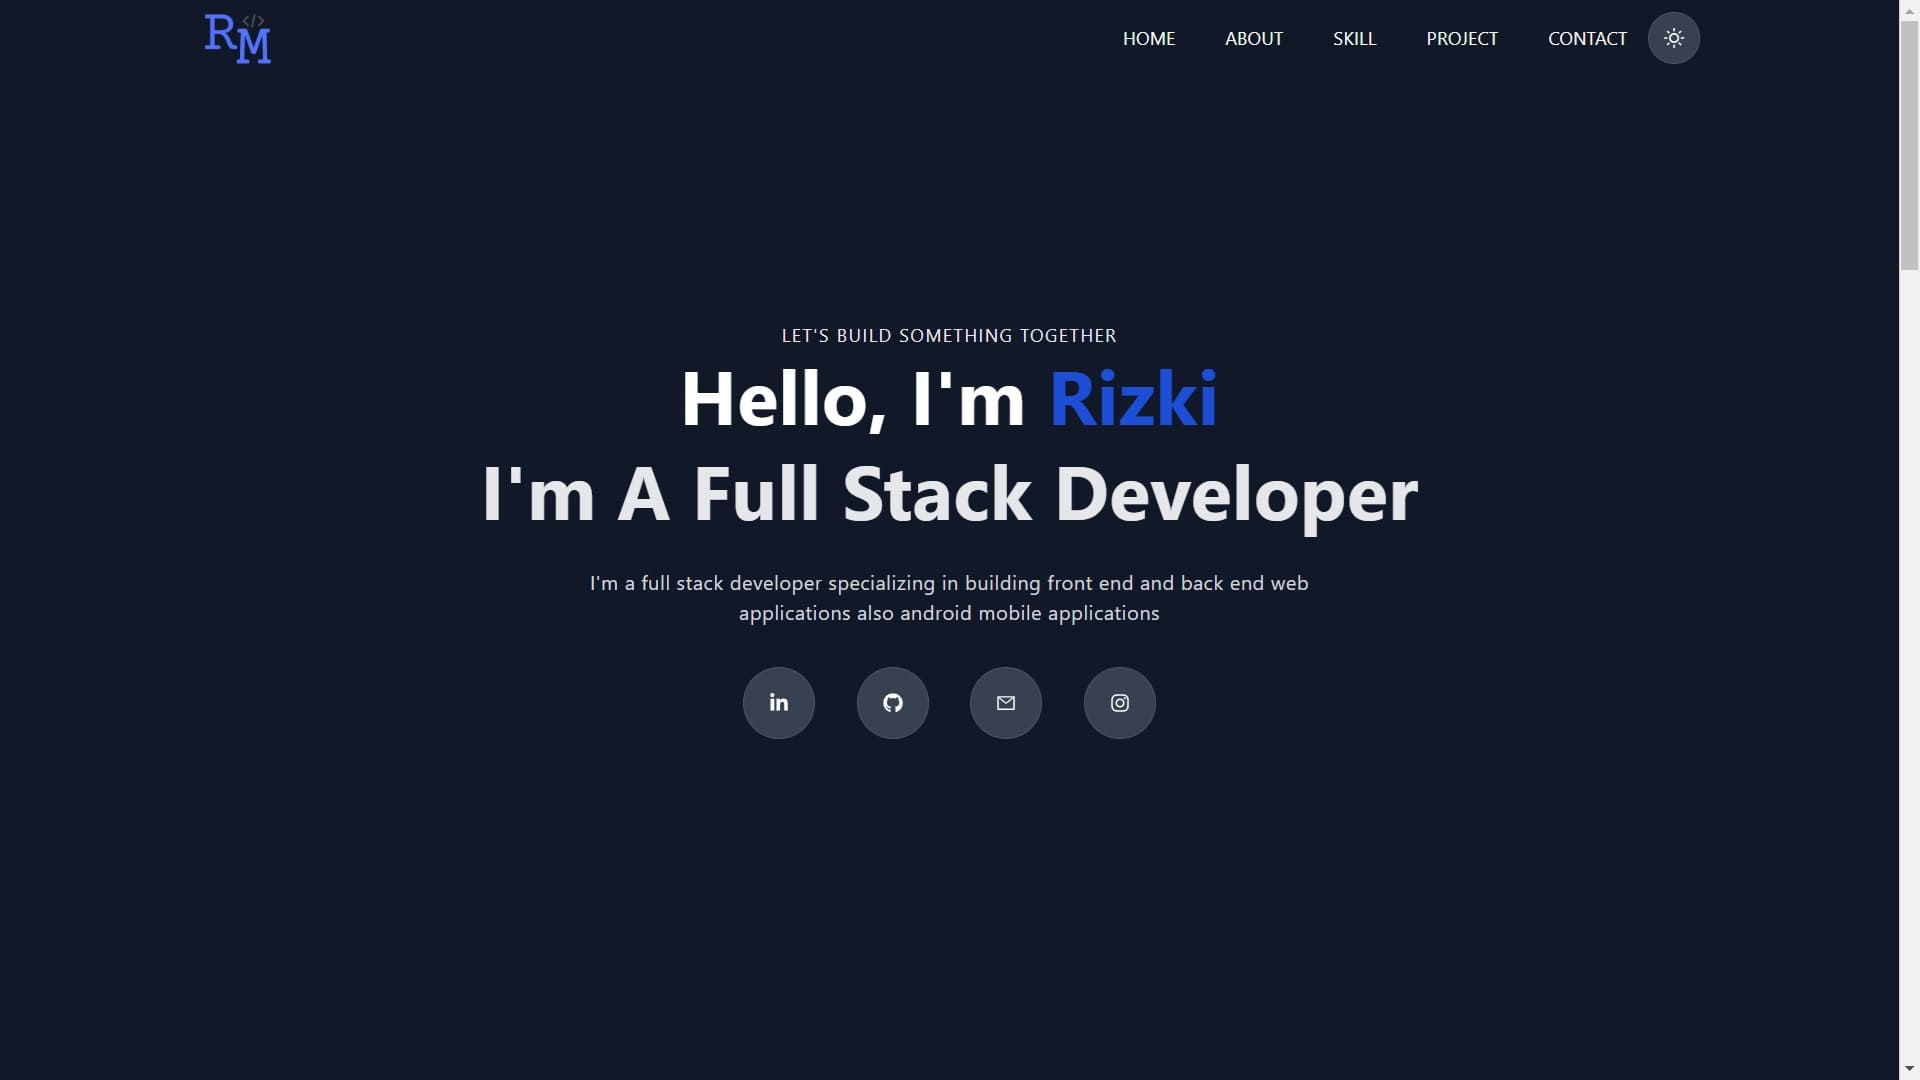 RM </>
HOME ABOUT SKILL PROJECT CONTACT
LET'S BUILD SOMETHING TOGETHER
Hello, I'm Rizki
I'm A Full Stack Developer
I'm a full stack developer specializing in building front end and back end web
applications also android mobile applications
in